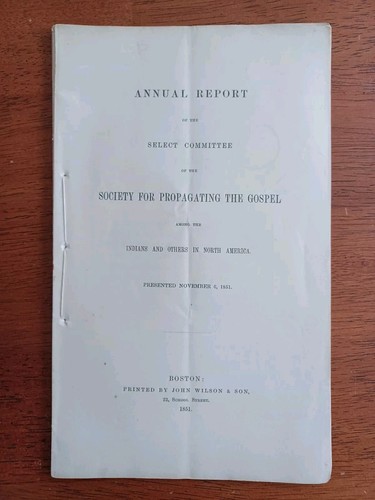 ANNUAL REPORT
OF THE
SELECT COMMITTEE
OF THE
SOCIETY FOR PROPAGATING THE GOSPEL
AMONG THE
INDIANS AND OTHERS IN NORTH AMERICA.
PRESENTED NOVEMBER 3, 1851.
BOSTON:
PRINTED BY JOHN WILSON & SON,
22, SCHOOL STREET.
1851.